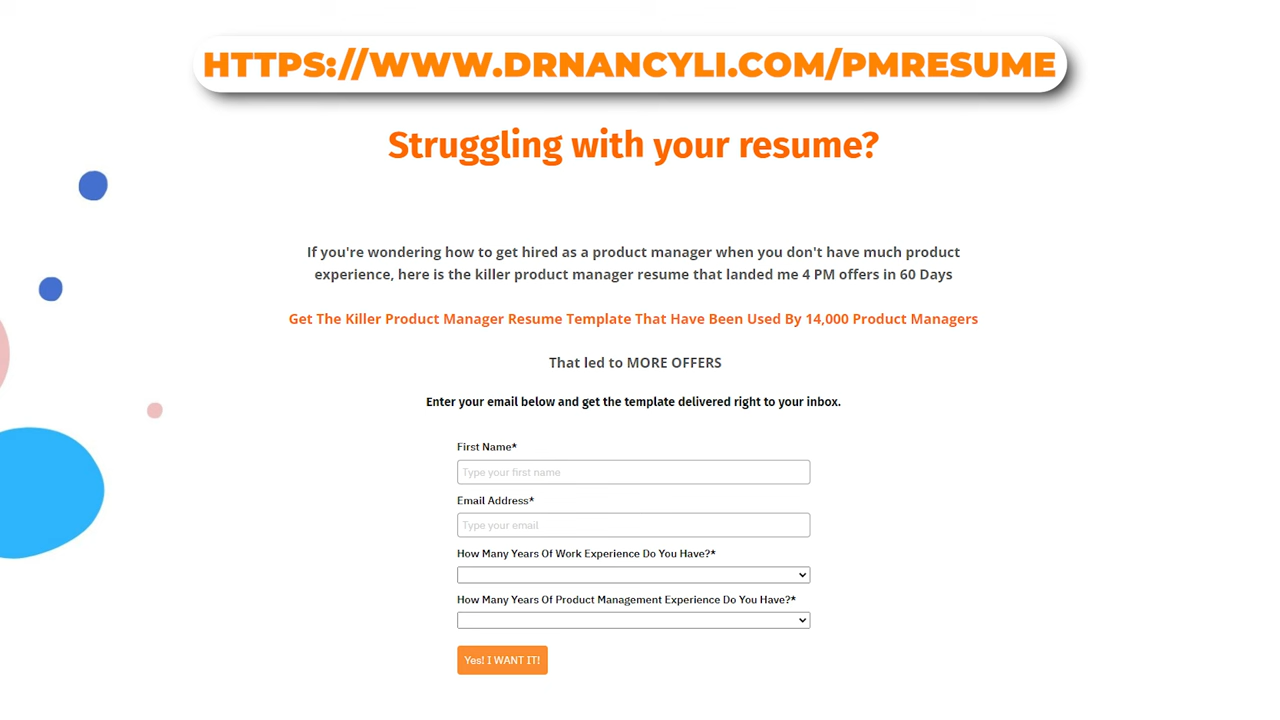 HTTPS://WWW.DRNANCYLI.COM/PMRESUME
Struggling with your resume?
If you're wondering how to get hired as a product manager when you don't have much product
experience, here is the killer product manager resume that landed me 4 PM offers in 60 Days
Get The Killer Product Manager Resume Template That Have Been Used By 14,000 Product Managers
That led to MORE OFFERS
Enter your email below and get the template delivered right to your inbox.
First Name*
Type your first name
Email Address*
Type your email
How Many Years Of Work Experience Do You Have?*
How Many Years Of Product Management Experience Do You Have?*
Yes! I WANT IT!